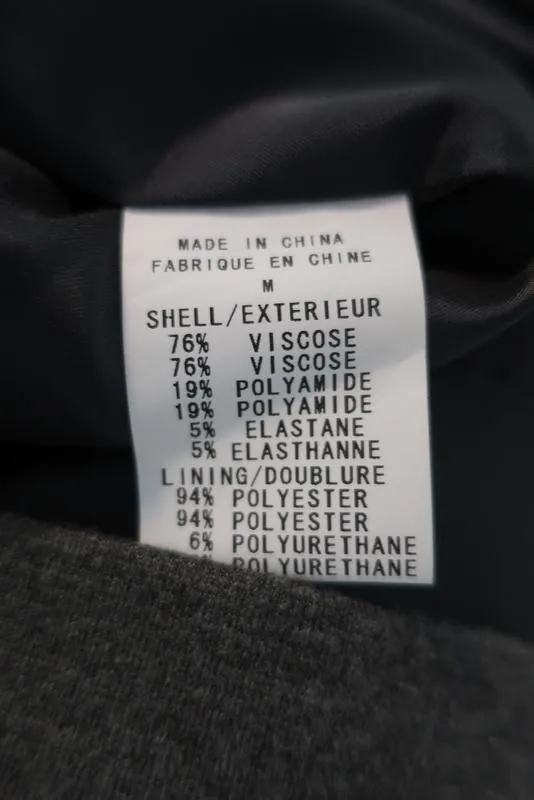 MADE IN CHINA
FABRIQUE EN CHINE
M
SHELL/EXTERIEUR
76% VISCOSE
76% VISCOSE
19% POLYAMIDE
19% POLYAMIDE
5% ELASTANE
5% ELASTHANNE
LINING/DOUBLURE
94% POLYESTER
94% POLYESTER
6% POLYURETHANE
POLYURETHANE